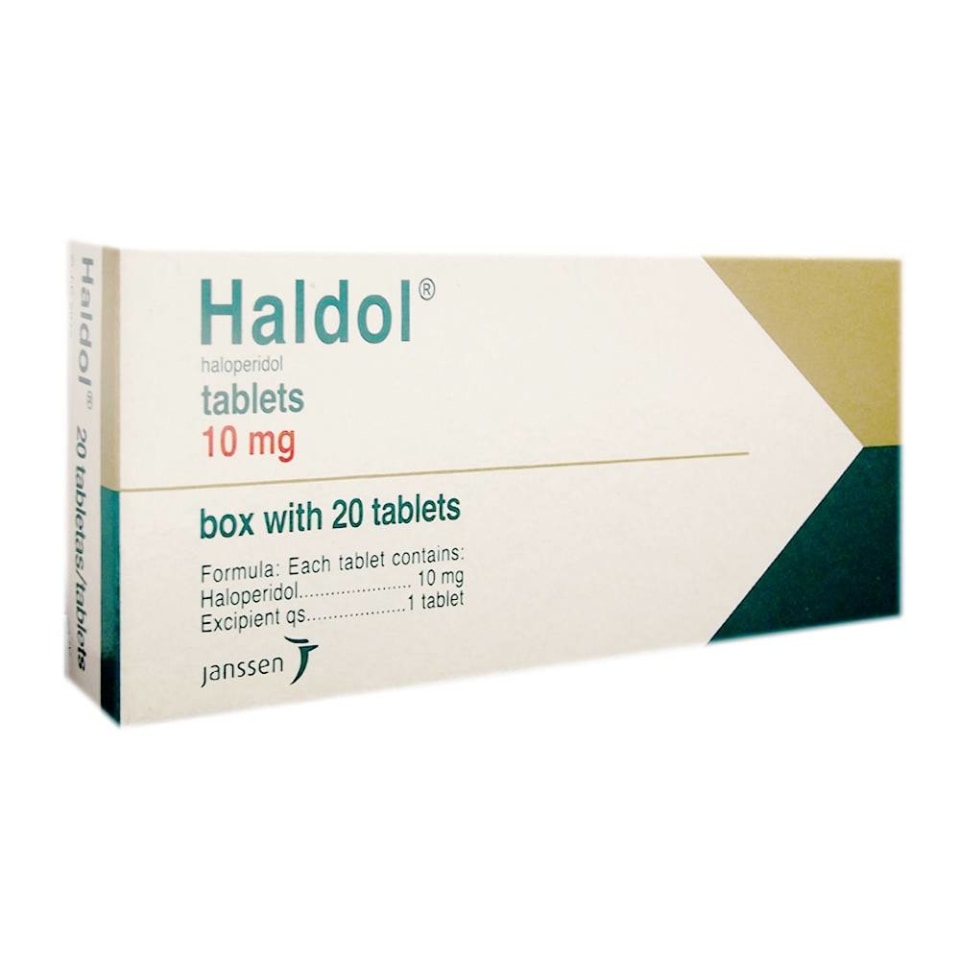 Haldol®
haloperidol
tablets
10 mg
box with 20 tablets
Formula: Each tablet contains:
Haloperidol..................... 10 mg
Excipient qs...................1 tablet
Janssen
Haldol® 20 tabletas/tablets